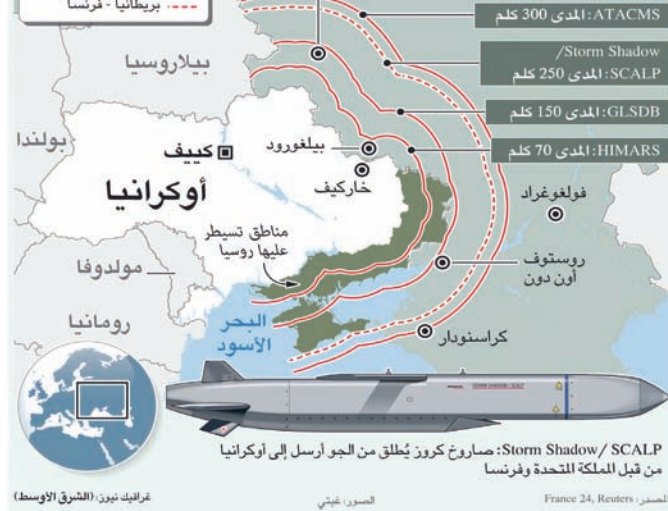 بريطانيا - فرنسا
ATACMS: المدى 300 كلم
Storm Shadow/
SCALP: المدى 250 كلم
GLSDB: المدى 150 كلم
HIMARS: المدى 70 كلم
بيلاروسيا
بولندا
كييف
أوكرانيا
بيلغورود
خاركيف
فولغوغراد
مناطق تسيطر
عليها روسيا
روستوف
أون دون
مولدوفا
رومانيا
البحر
الأسود
كراسنودار
STORM SHADOW / SCALP
Storm Shadow/ SCALP: صاروخ كروز يُطلق من الجو أرسل إلى أوكرانيا
من قبل المملكة المتحدة وفرنسا
المصدر: France 24, Reuters
الصور: غيتي
غرافيك نيوز: (الشرق الأوسط)